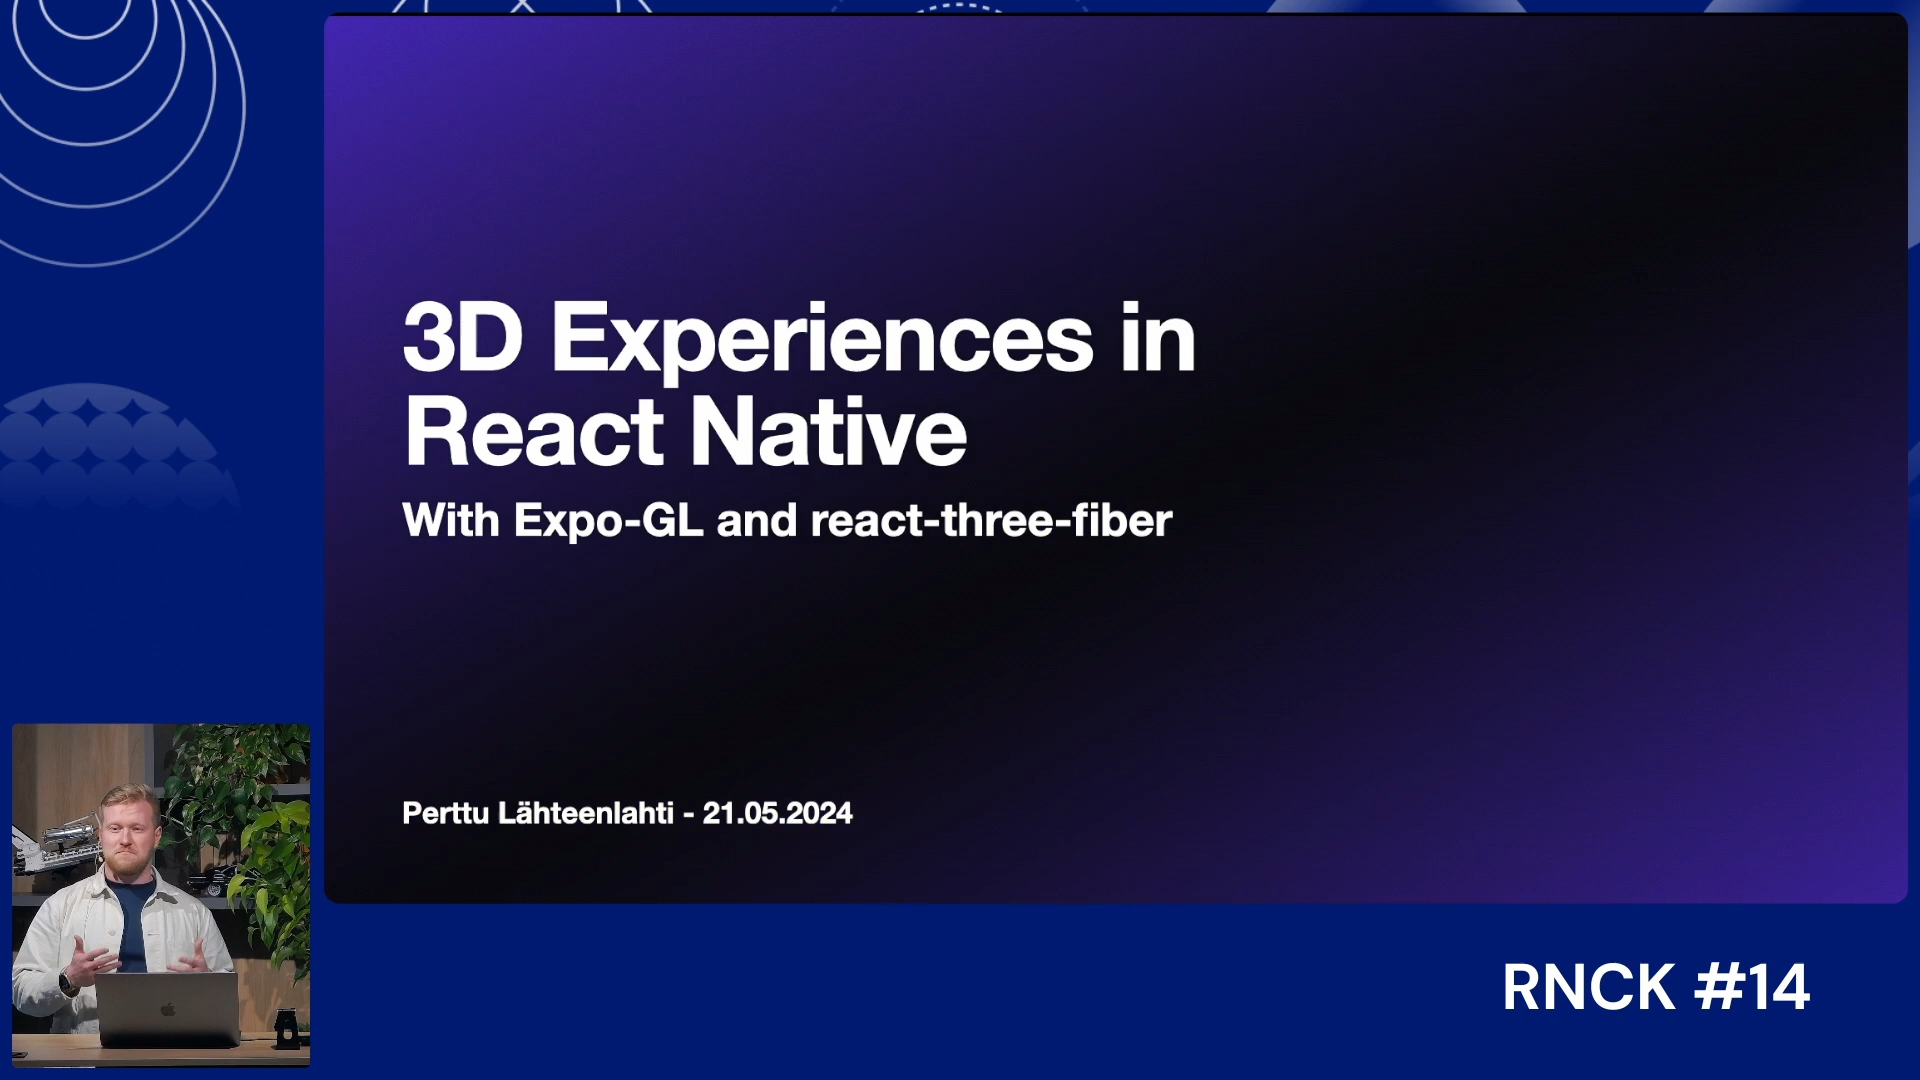 3D Experiences in
React Native
With Expo-GL and react-three-fiber
Perttu Lähteenlahti - 21.05.2024
RNCK #14